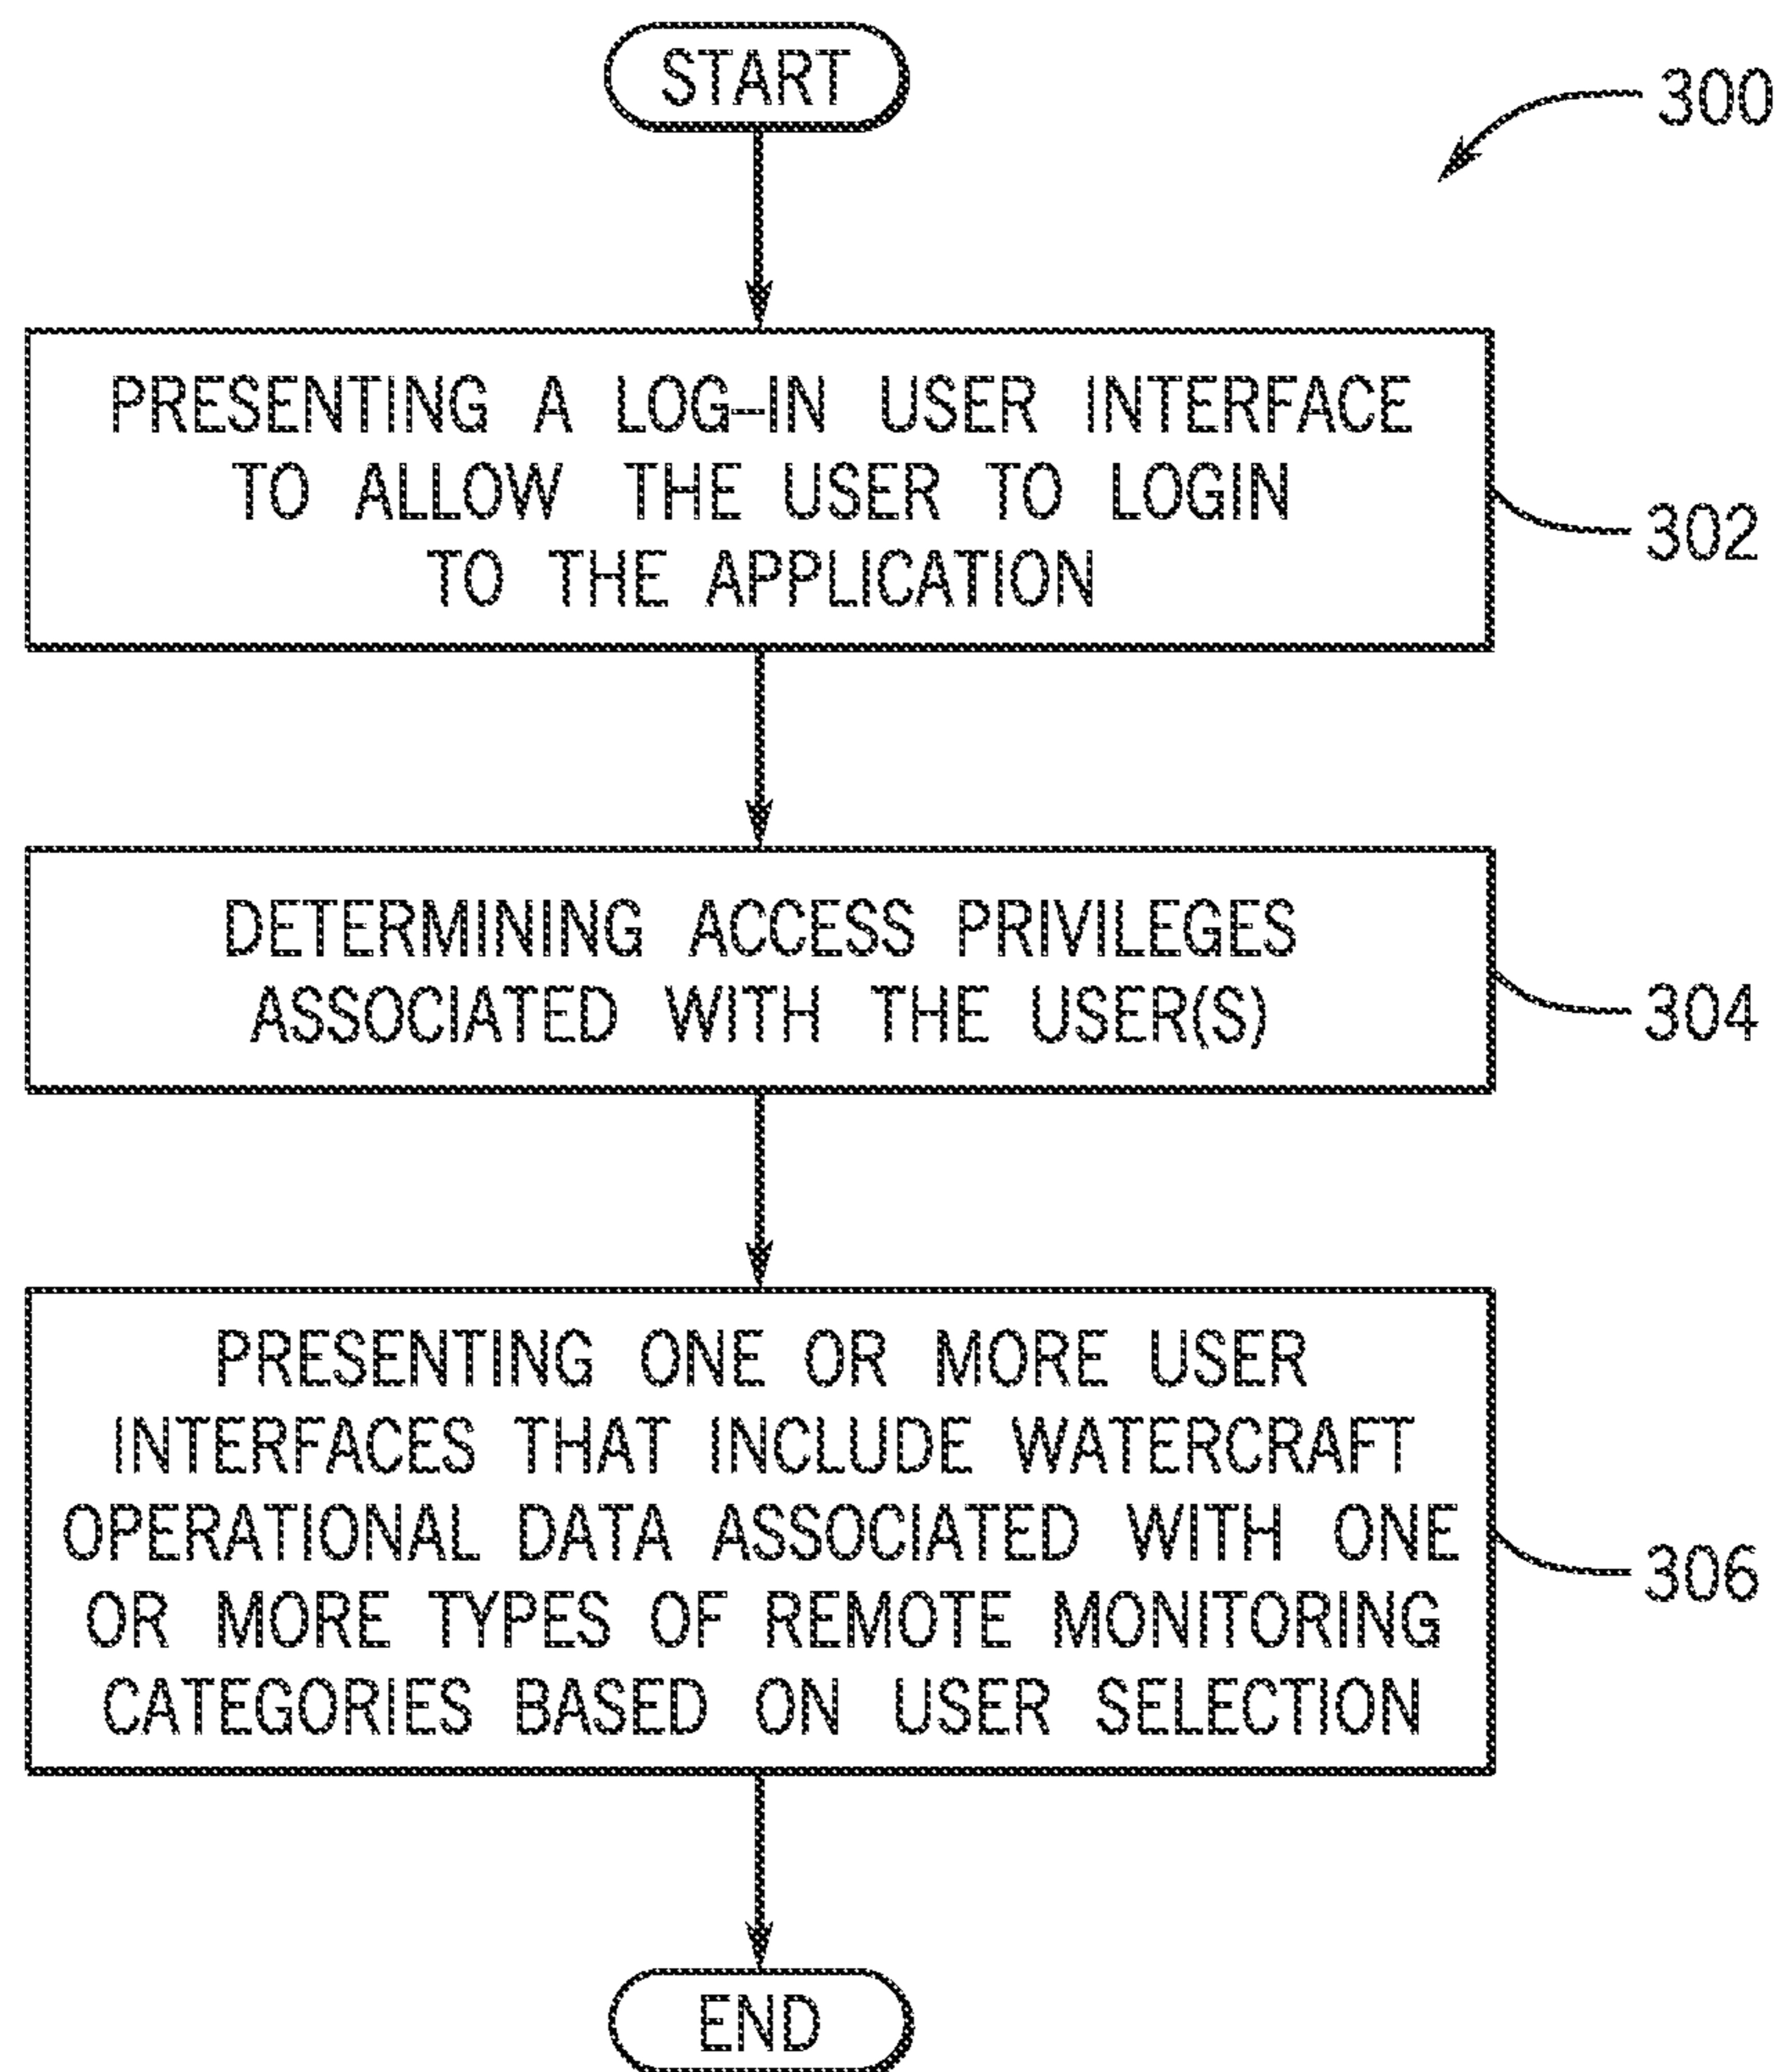 START
300
PRESENTING A LOG-IN USER INTERFACE
TO ALLOW THE USER TO LOGIN
TO THE APPLICATION
302
DETERMINING ACCESS PRIVILEGES
ASSOCIATED WITH THE USER(S)
304
PRESENTING ONE OR MORE USER
INTERFACES THAT INCLUDE WATERCRAFT
OPERATIONAL DATA ASSOCIATED WITH ONE
OR MORE TYPES OF REMOTE MONITORING
CATEGORIES BASED ON USER SELECTION
306
END